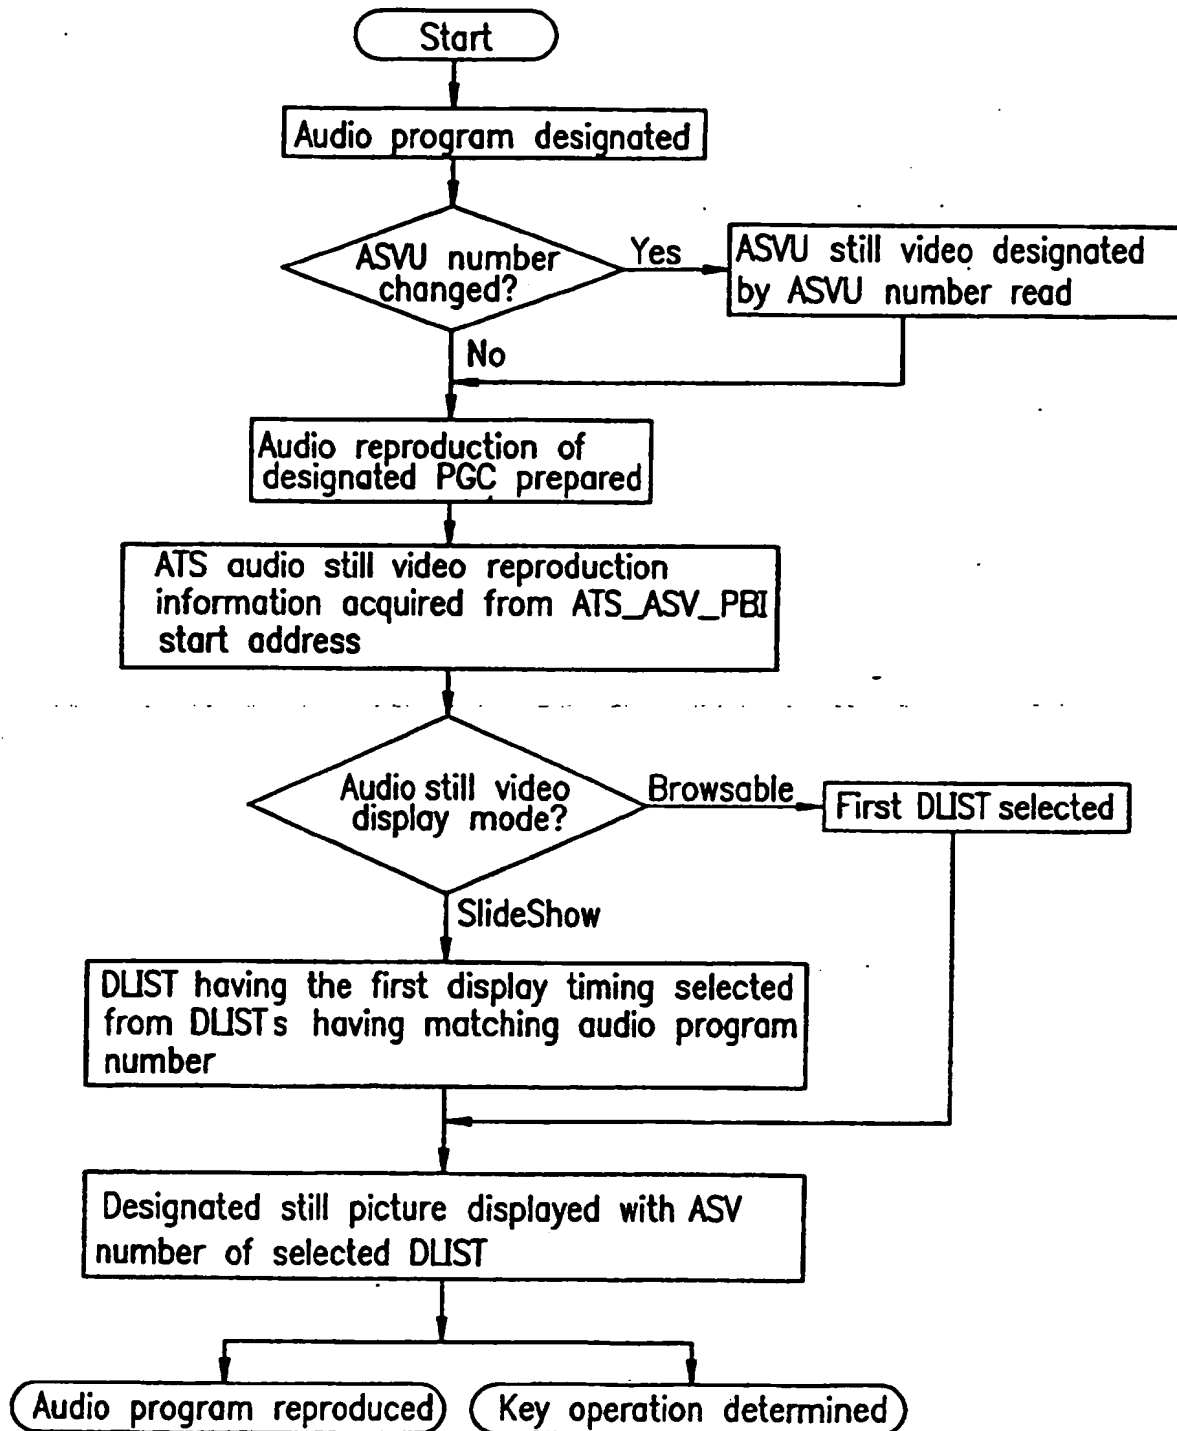 Start
Audio program designated
ASVU number
changed?
Yes
ASVU still video designated
by ASVU number read
No
Audio reproduction of
designated PGC prepared
ATS audio still video reproduction
information acquired from ATS_ASV_PBI
start address
Audio still video
display mode?
Browsable
First DLIST selected
SlideShow
DLIST having the first display timing selected
from DLISTs having matching audio program
number
Designated still picture displayed with ASV
number of selected DLIST
Audio program reproduced
Key operation determined